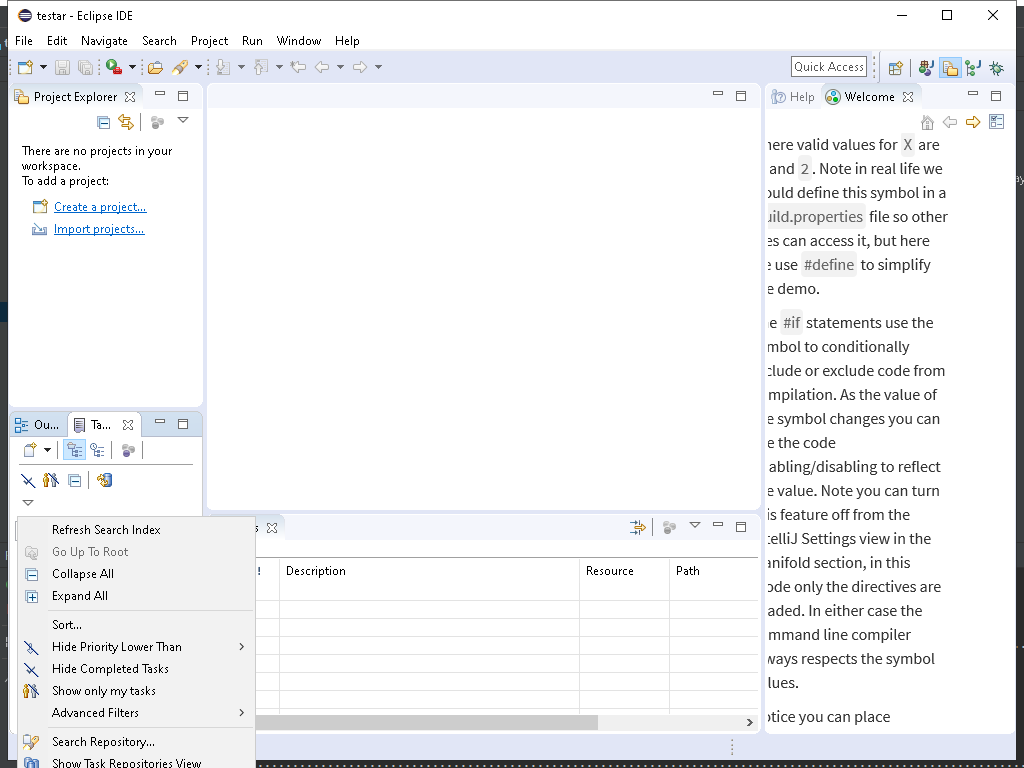 testar - Eclipse IDE
File Edit Navigate Search Project Run Window Help
Quick Access
Project Explorer
There are no projects in your
workspace.
To add a project:
Create a project...
Import projects...
Ou...
Ta...
Refresh Search Index
Go Up To Root
Collapse All
Expand All
Sort...
Hide Priority Lower Than
Hide Completed Tasks
Show only my tasks
Advanced Filters
Search Repository...
Show Task Repositories View
s
! Description Resource Path
Help Welcome
here valid values for X are
and 2. Note in real life we
ould define this symbol in a
uild.properties file so other
es can access it, but here
e use #define to simplify
e demo.
e #if statements use the
mbol to conditionally
clude or exclude code from
mpilation. As the value of
e symbol changes you can
e the code
abling/disabling to reflect
e value. Note you can turn
is feature off from the
telliJ Settings view in the
anifold section, in this
ode only the directives are
aded. In either case the
mmand line compiler
ways respects the symbol
lues.
otice you can place